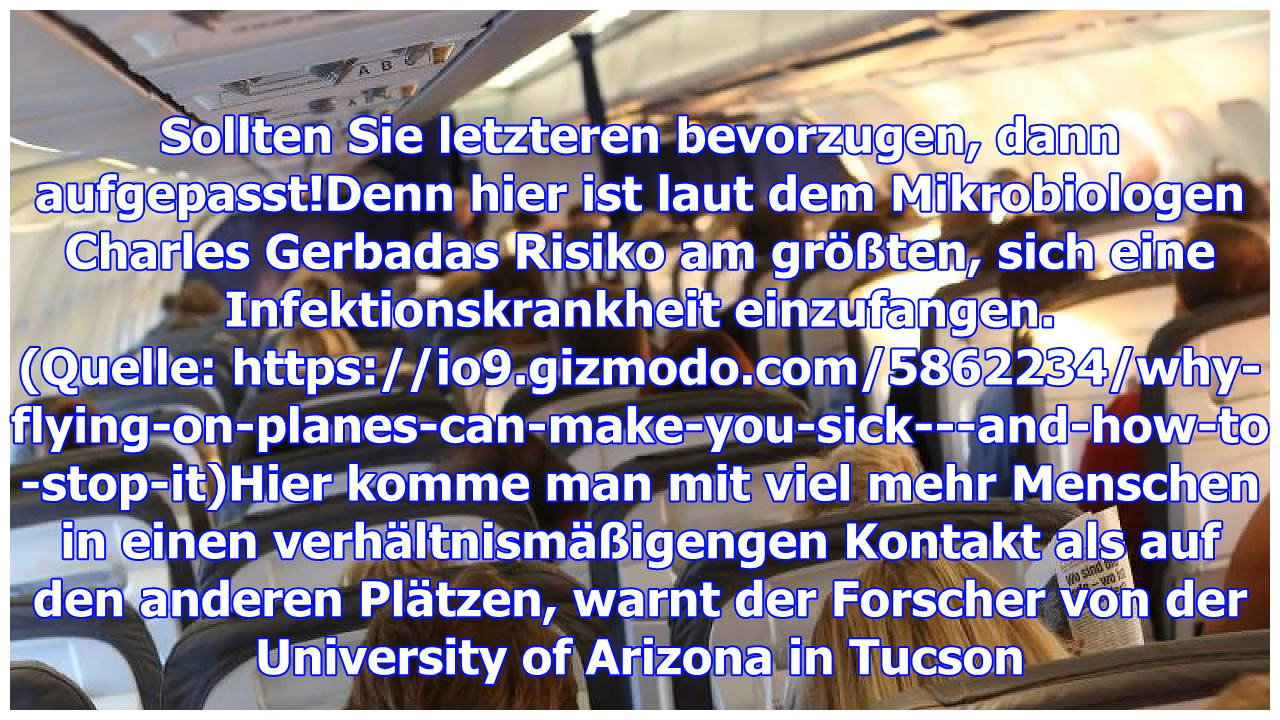 A B C
Sollten Sie letzteren bevorzugen, dann
aufgepasst!Denn hier ist laut dem Mikrobiologen
Charles Gerbadas Risiko am größten, sich eine
Infektionskrankheit einzufangen.
(Quelle: https://io9.gizmodo.com/5862234/why-
flying-on-planes-can-make-you-sick---and-how-to
-stop-it)Hier komme man mit viel mehr Menschen
in einen verhältnismäßigengen Kontakt als auf
den anderen Plätzen, warnt der Forscher von der
University of Arizona in Tucson
Wo sind die